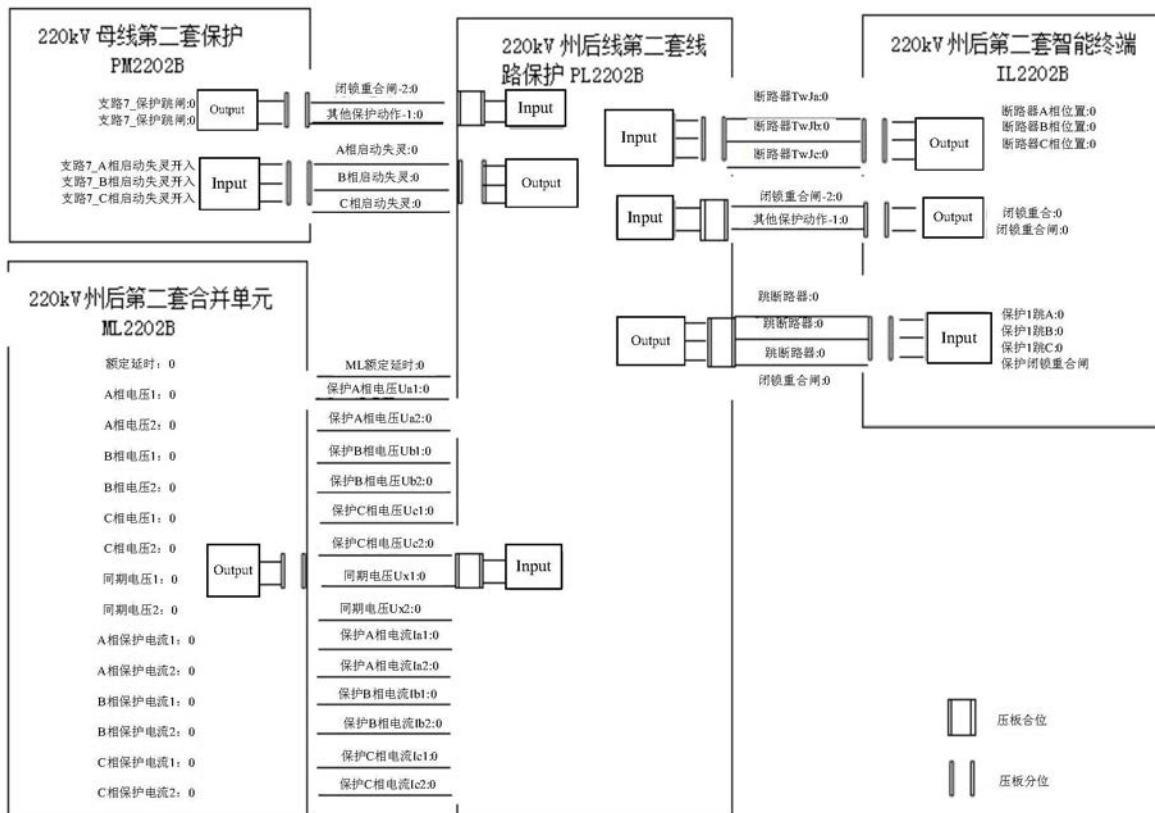 220kV 母线第二套保护
PM2202B
支路7_保护跳闸:0
支路7_保护跳闸:0
Output
闭锁重合闸-2:0
其他保护动作-1:0
Input
支路7_A相启动失灵开入
支路7_B相启动失灵开入
支路7_C相启动失灵开入
Input
A相启动失灵:0
B相启动失灵:0
C相启动失灵:0
Output
220kV 州后线第二套线
路保护 PL2202B
Input
断路器TwJa:0
断路器TwJb:0
断路器TwJc:0
Output
Input
闭锁重合闸-2:0
其他保护动作-1:0
Output
Output
跳断路器:0
跳断路器:0
跳断路器:0
闭锁重合闸:0
Input
220kV 州后第二套智能终端
IL2202B
断路器A相位置:0
断路器B相位置:0
断路器C相位置:0
闭锁重合:0
闭锁重合闸:0
保护1跳A:0
保护1跳B:0
保护1跳C:0
保护闭锁重合闸
220kV 州后第二套合并单元
ML2202B
额定延时：0
A相电压1：0
A相电压2：0
B相电压1：0
B相电压2：0
C相电压1：0
C相电压2：0
同期电压1：0
同期电压2：0
A相保护电流1：0
A相保护电流2：0
B相保护电流1：0
B相保护电流2：0
C相保护电流1：0
C相保护电流2：0
Output
ML额定延时:0
保护A相电压Ua1:0
保护A相电压Ua2:0
保护B相电压Ub1:0
保护B相电压Ub2:0
保护C相电压Uc1:0
保护C相电压Uc2:0
同期电压Ux1:0
同期电压Ux2:0
保护A相电流Ia1:0
保护A相电流Ia2:0
保护B相电流Ib1:0
保护B相电流Ib2:0
保护C相电流Ic1:0
保护C相电流Ic2:0
Input
压板合位
压板分位